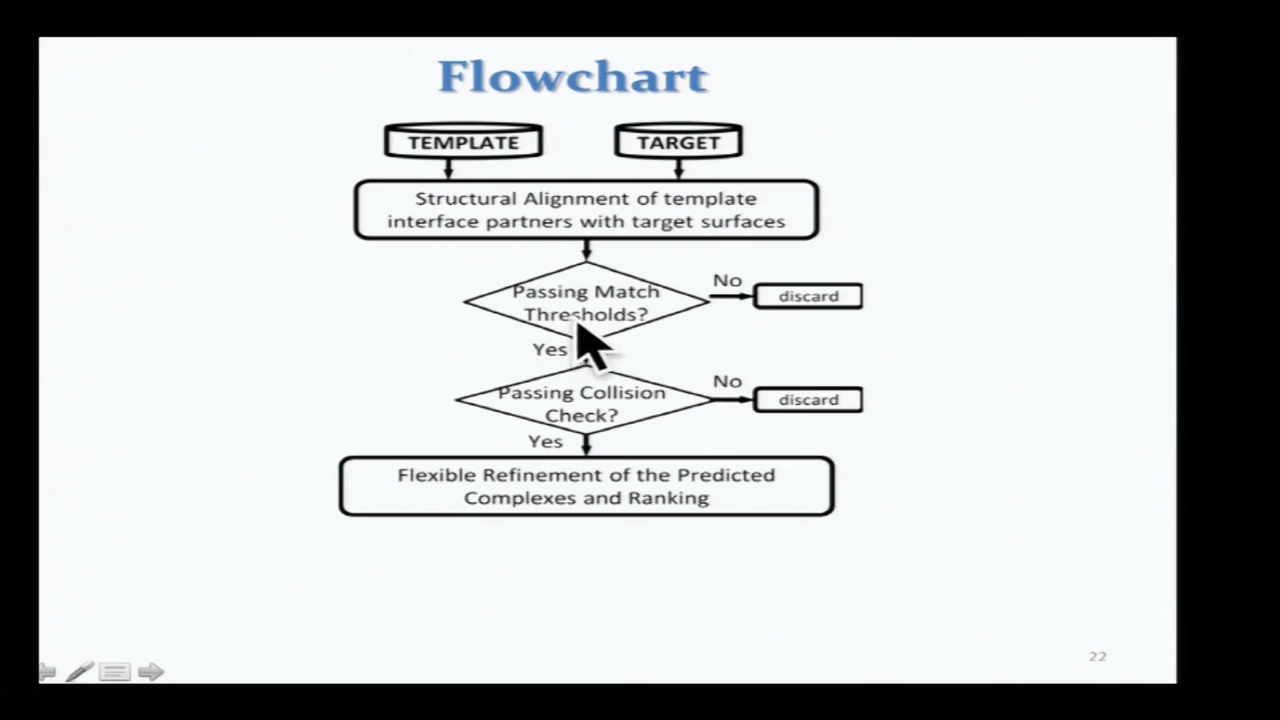 Flowchart
TEMPLATE
TARGET
Structural Alignment of template
interface partners with target surfaces
Passing Match
Thresholds?
No
discard
Yes
Passing Collision
Check?
No
discard
Yes
Flexible Refinement of the Predicted
Complexes and Ranking
22